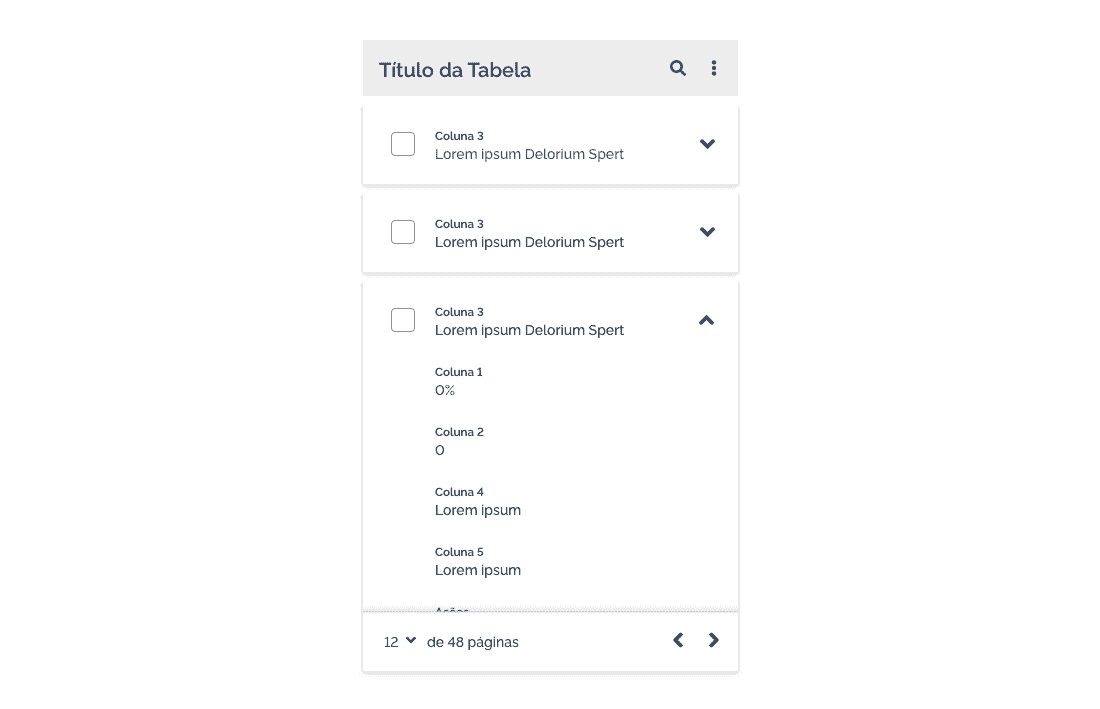 Título da Tabela
Coluna 3
Lorem ipsum Delorium Spert
Coluna 3
Lorem ipsum Delorium Spert
Coluna 3
Lorem ipsum Delorium Spert
Coluna 1
0%
Coluna 2
0
Coluna 4
Lorem ipsum
Coluna 5
Lorem ipsum
Ações
12 de 48 páginas